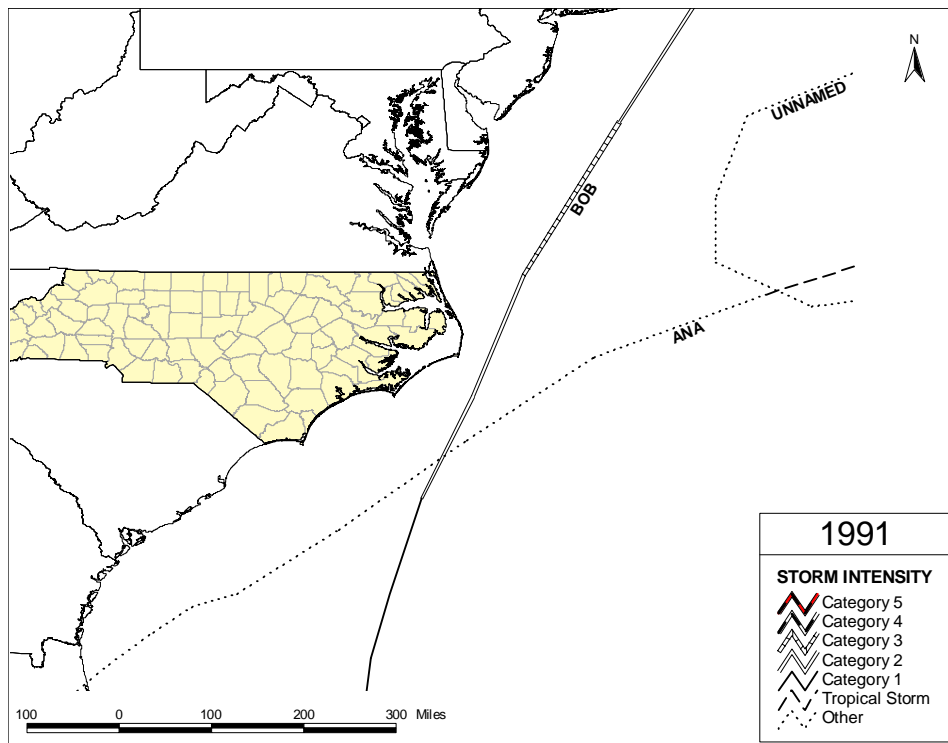 N
UNNAMED
BOB
ANA
1991
STORM INTENSITY
Category 5
Category 4
Category 3
Category 2
Category 1
Tropical Storm
Other
100 0 100 200 300 Miles